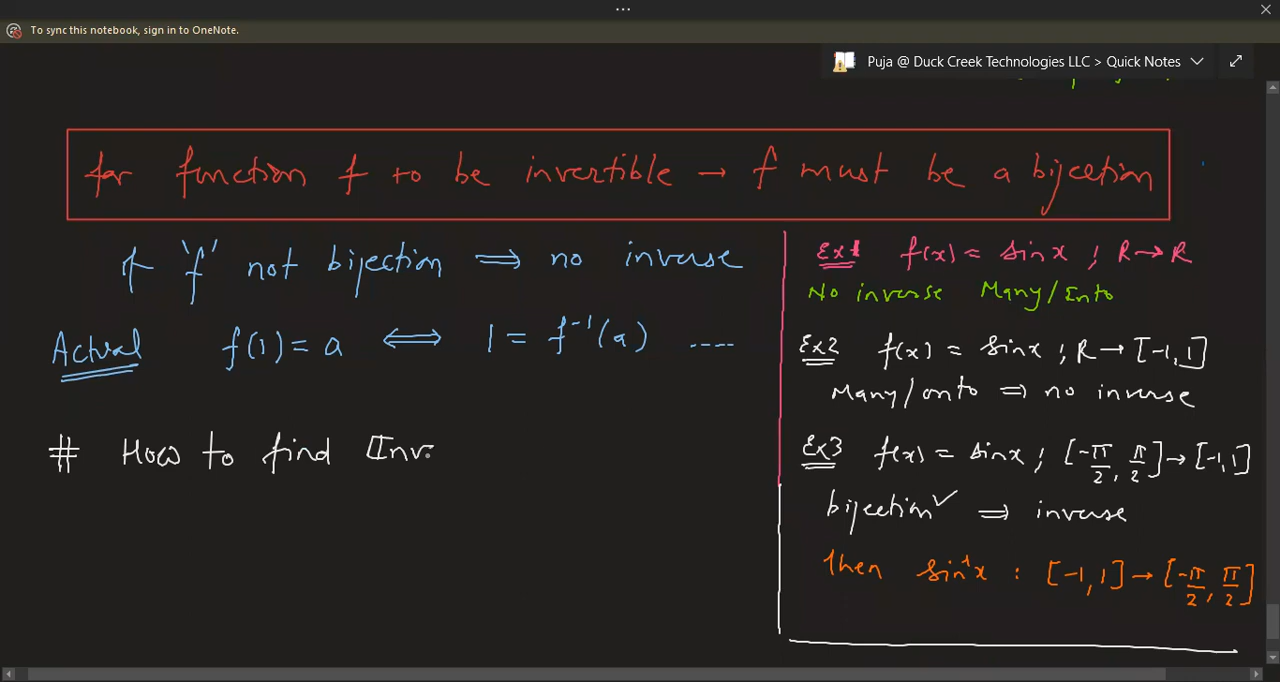 To sync this notebook, sign in to OneNote.
Puja @ Duck Creek Technologies LLC > Quick Notes
for function f to be invertible → f must be a bijection
If 'f' not bijection ⟹ no inverse
Actual f(1) = a ⟺ 1 = f⁻¹(a) .....
# How to find Inv
Ex1 f(x) = sinx ; R→R
No inverse Many/Into
Ex2 f(x) = sinx ; R→ [-1,1]
Many/onto ⟹ no inverse
Ex3 f(x) = sinx ; [-π/2, π/2] → [-1,1]
bijection✓ ⟹ inverse
then sin⁻¹x : [-1,1] → [-π/2, π/2]